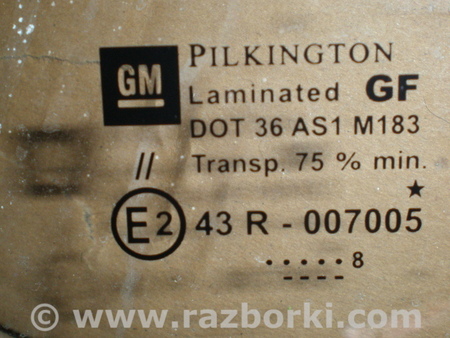 GM PILKINGTON
Laminated GF
DOT 36 AS1 M183
// Transp. 75 % min.
★
E2 43 R - 007005
. . . . . 8
- - - -
© www.razborki.com